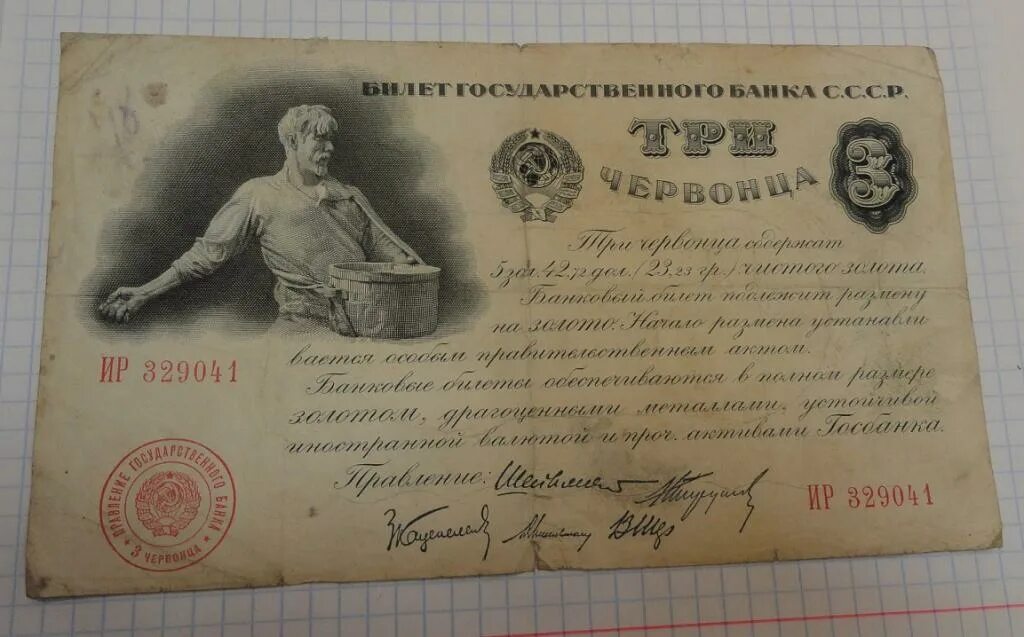 БИЛЕТ ГОСУДАРСТВЕННОГО БАНКА С.С.С.Р.
ТРИ
ЧЕРВОНЦА
3
Три червонца содержат
5 зол. 42,72 дол. (23,23 гр.) чистого золота.
Банковый билет подлежит размену
на золото. Начало размена устанавли
вается особым правительственным актом.
Банковые билеты обеспечиваются в полном размере
золотом, драгоценными металлами, устойчивой
иностранной валютой и проч. активами Госбанка.
Правление:
ИР 329041
ИР 329041
ПРАВЛЕНИЕ ГОСУДАРСТВЕННОГО БАНКА
3 ЧЕРВОНЦА